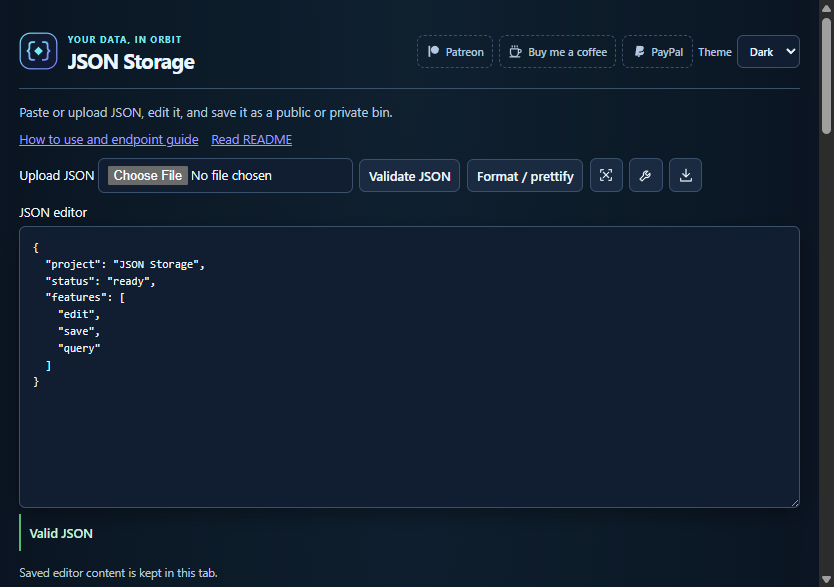 YOUR DATA, IN ORBIT
JSON Storage
Patreon
Buy me a coffee
PayPal
Theme
Dark
Paste or upload JSON, edit it, and save it as a public or private bin.
How to use and endpoint guide Read README
Upload JSON Choose File No file chosen Validate JSON Format / prettify
JSON editor
{
  "project": "JSON Storage",
  "status": "ready",
  "features": [
    "edit",
    "save",
    "query"
  ]
}
Valid JSON
Saved editor content is kept in this tab.